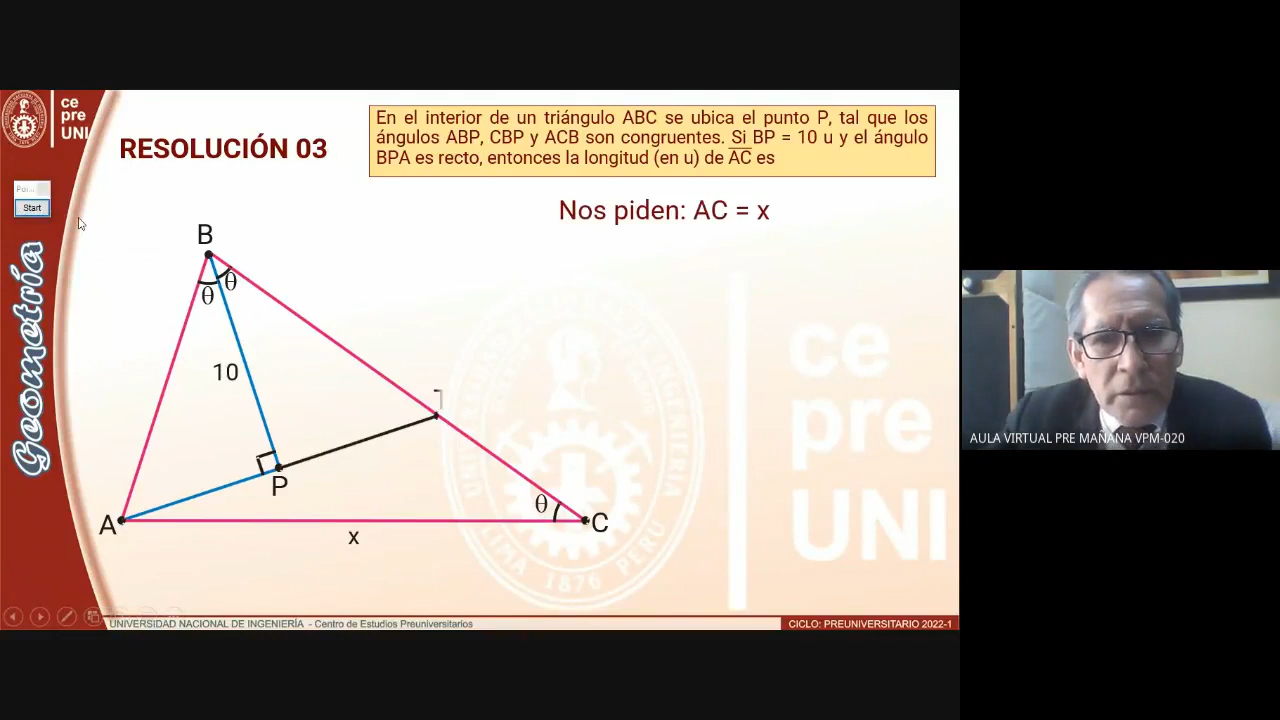 ce
pre
UNI
RESOLUCIÓN 03
En el interior de un triángulo ABC se ubica el punto P, tal que los
ángulos ABP, CBP y ACB son congruentes. Si BP = 10 u y el ángulo
BPA es recto, entonces la longitud (en u) de AC es
Start
Nos piden: AC = x
Geometría
B
θ
θ
10
P
A
θ
C
x
ce
pre
UNI
LIMA 1876 PERU
AULA VIRTUAL PRE MAÑANA VPM-020
UNIVERSIDAD NACIONAL DE INGENIERÍA - Centro de Estudios Preuniversitarios
CICLO: PREUNIVERSITARIO 2022-1